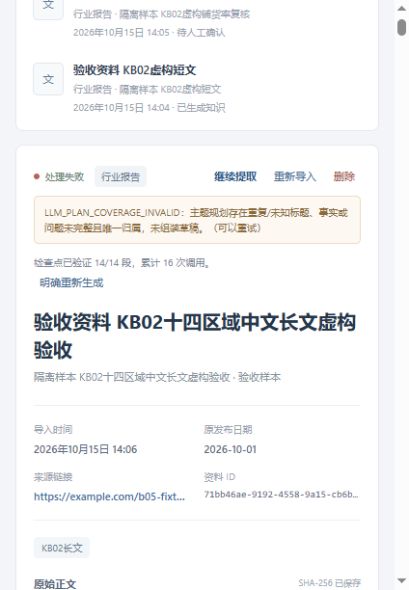 文
行业报告 · 隔离样本 KB02虚构铺货率复核
2026年10月15日 14:05 · 待人工确认
文
验收资料 KB02虚构短文
行业报告 · 隔离样本 KB02虚构短文
2026年10月15日 14:04 · 已生成知识
处理失败
行业报告
继续提取
重新导入
删除
LLM_PLAN_COVERAGE_INVALID：主题规划存在重复/未知标题、事实或
问题未完整且唯一归属，未组装草稿。（可以重试）
检查点已验证 14/14 段，累计 16 次调用。
明确重新生成
验收资料 KB02十四区域中文长文虚构
验收
隔离样本 KB02十四区域中文长文虚构验收 · 验收样本
导入时间
原发布日期
2026年10月15日 14:06
2026-10-01
来源链接
资料 ID
https://example.com/b05-fixt...
71bb46ae-9192-4558-9a15-cb6b...
KB02长文
原始正文
SHA-256 已保存